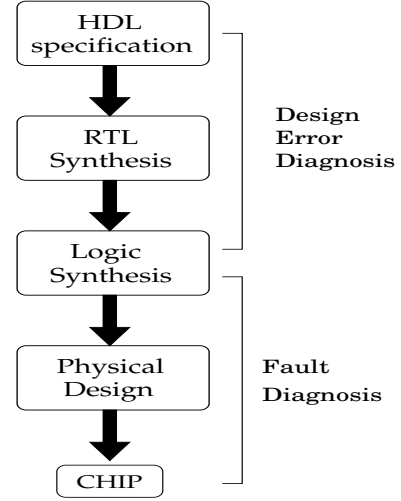 HDL
specification
RTL
Synthesis
Design
Error
Diagnosis
Logic
Synthesis
Physical
Design
Fault
Diagnosis
CHIP